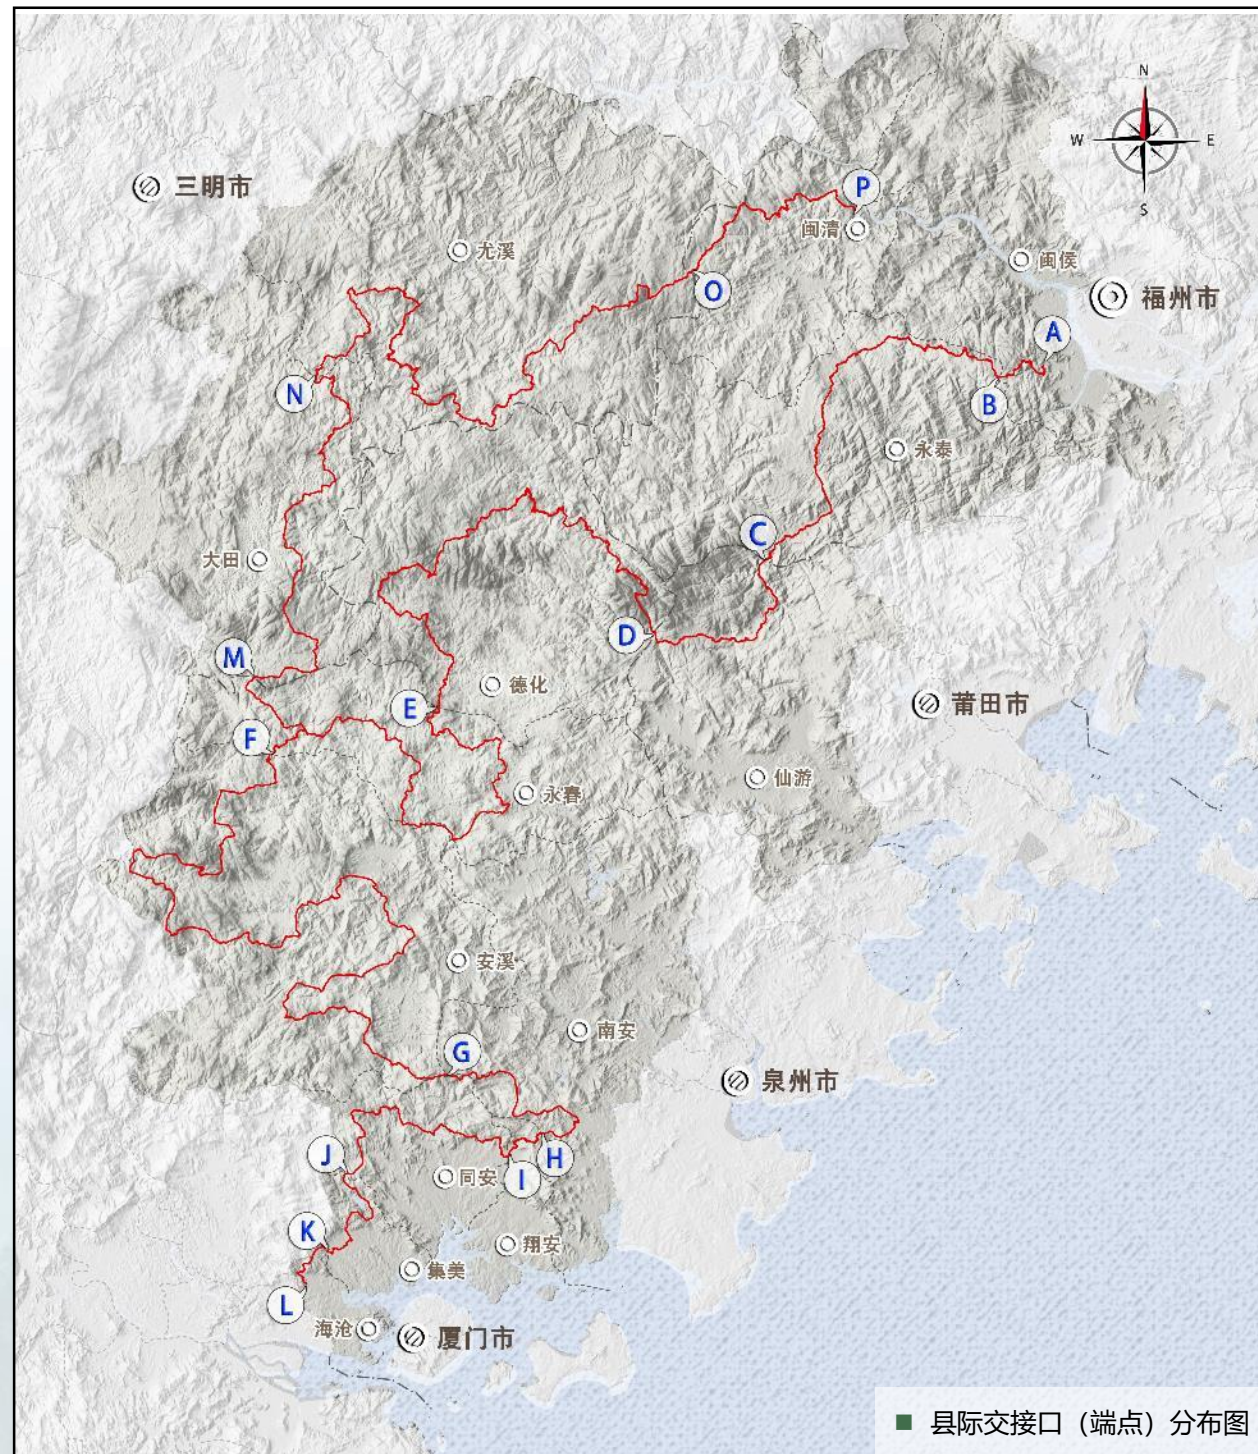 N
W
E
S
三明市
P
闽清
尤溪
闽侯
O
福州市
A
N
B
永泰
C
大田
D
M
德化
E
莆田市
F
仙游
永春
安溪
南安
G
泉州市
J
H
同安
I
K
翔安
集美
L
海沧
厦门市
县际交接口（端点）分布图